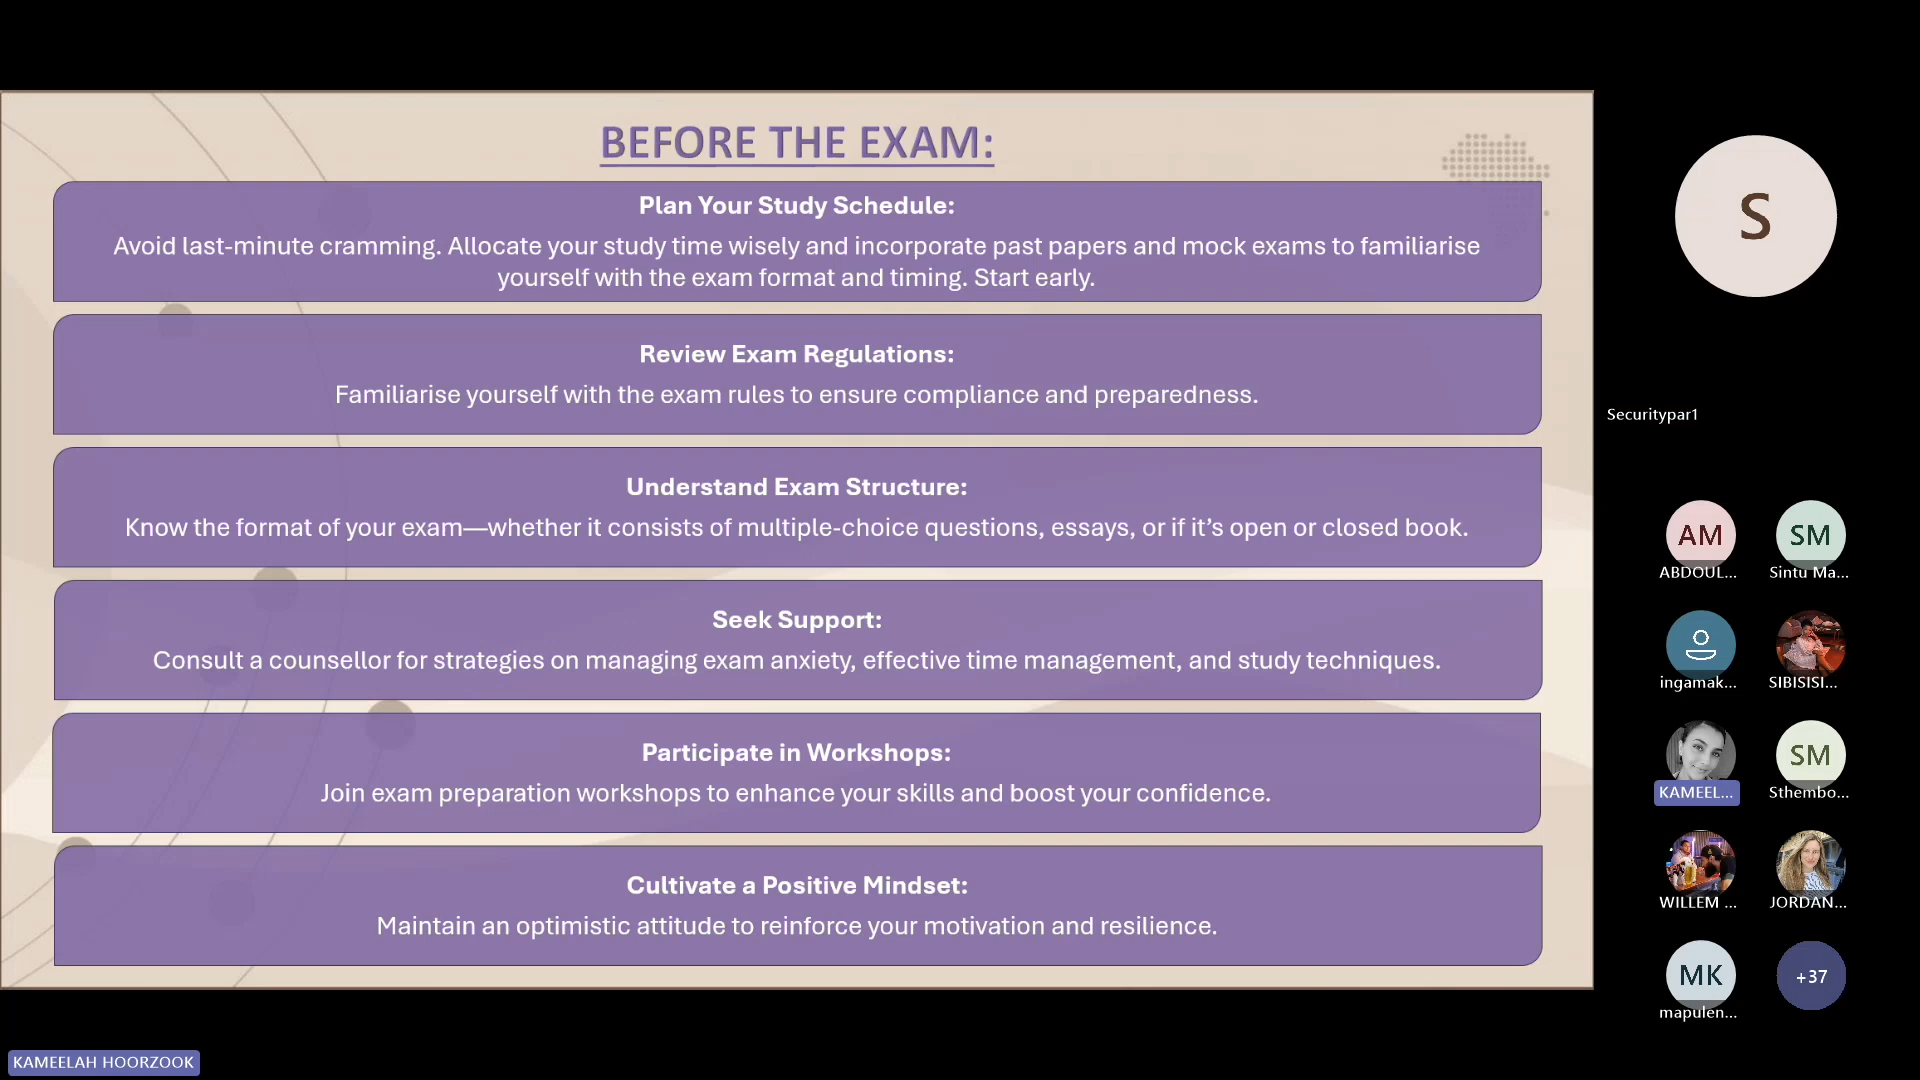 BEFORE THE EXAM:
Plan Your Study Schedule:
Avoid last-minute cramming. Allocate your study time wisely and incorporate past papers and mock exams to familiarise
yourself with the exam format and timing. Start early.
Review Exam Regulations:
Familiarise yourself with the exam rules to ensure compliance and preparedness.
Understand Exam Structure:
Know the format of your exam—whether it consists of multiple-choice questions, essays, or if it’s open or closed book.
Seek Support:
Consult a counsellor for strategies on managing exam anxiety, effective time management, and study techniques.
Participate in Workshops:
Join exam preparation workshops to enhance your skills and boost your confidence.
Cultivate a Positive Mindset:
Maintain an optimistic attitude to reinforce your motivation and resilience.
S
Securitypar1
AM
SM
ABDOUL...
Sintu Ma...
ingamak...
SIBISISI...
SM
KAMEEL...
Sthembo...
WILLEM ...
JORDAN...
MK
+37
mapulen...
KAMEELAH HOORZOOK